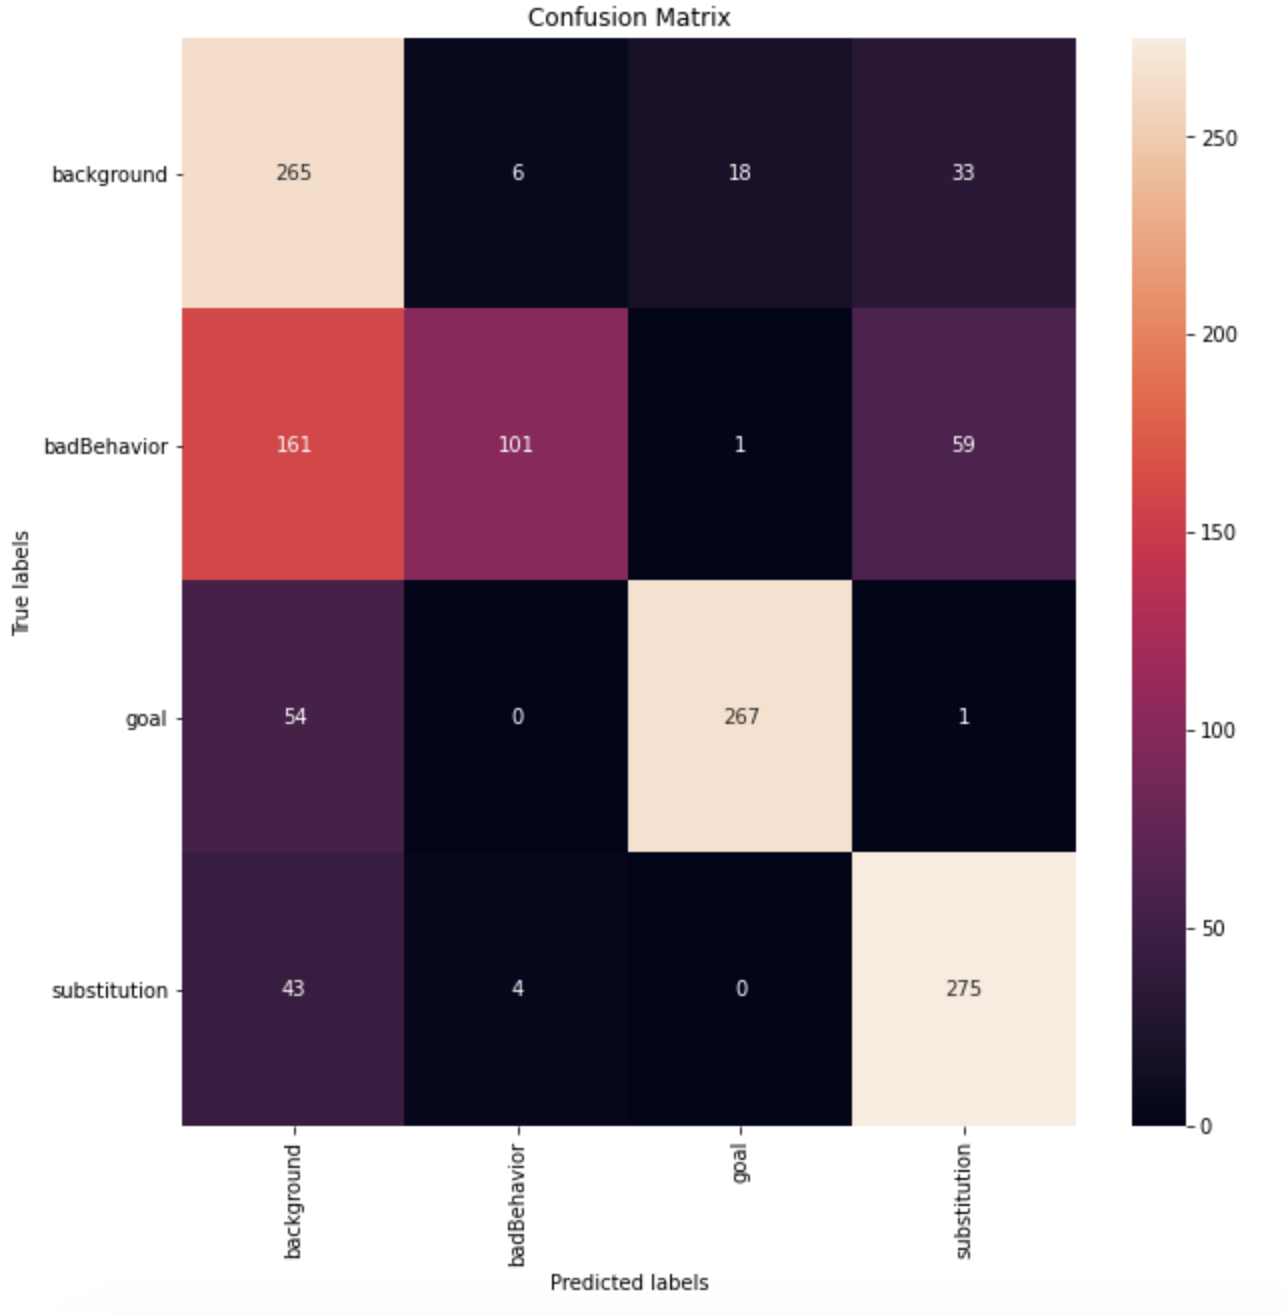 Confusion Matrix
background 265 6 18 33
badBehavior 161 101 1 59
goal 54 0 267 1
substitution 43 4 0 275
True labels
background badBehavior goal substitution
Predicted labels
250
200
150
100
50
0